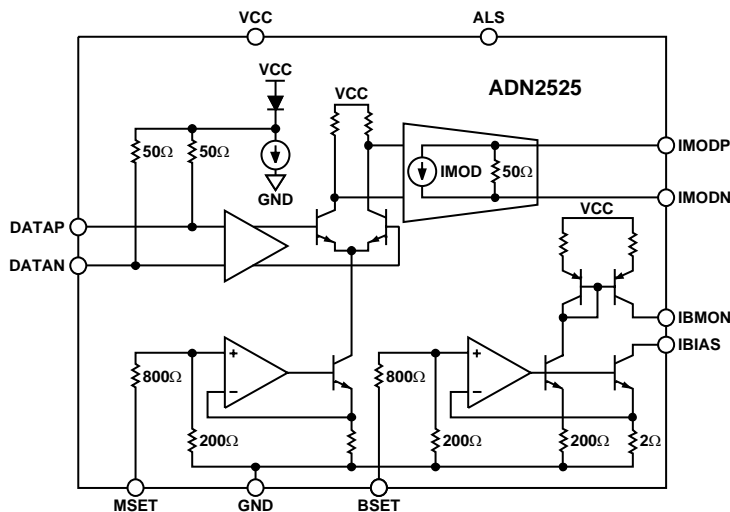 VCC
ALS
VCC
VCC
ADN2525
50Ω
50Ω
GND
IMOD
50Ω
IMODP
IMODN
VCC
DATAP
DATAN
IBMON
IBIAS
+
−
800Ω
200Ω
+
−
800Ω
200Ω
200Ω
2Ω
MSET
GND
BSET